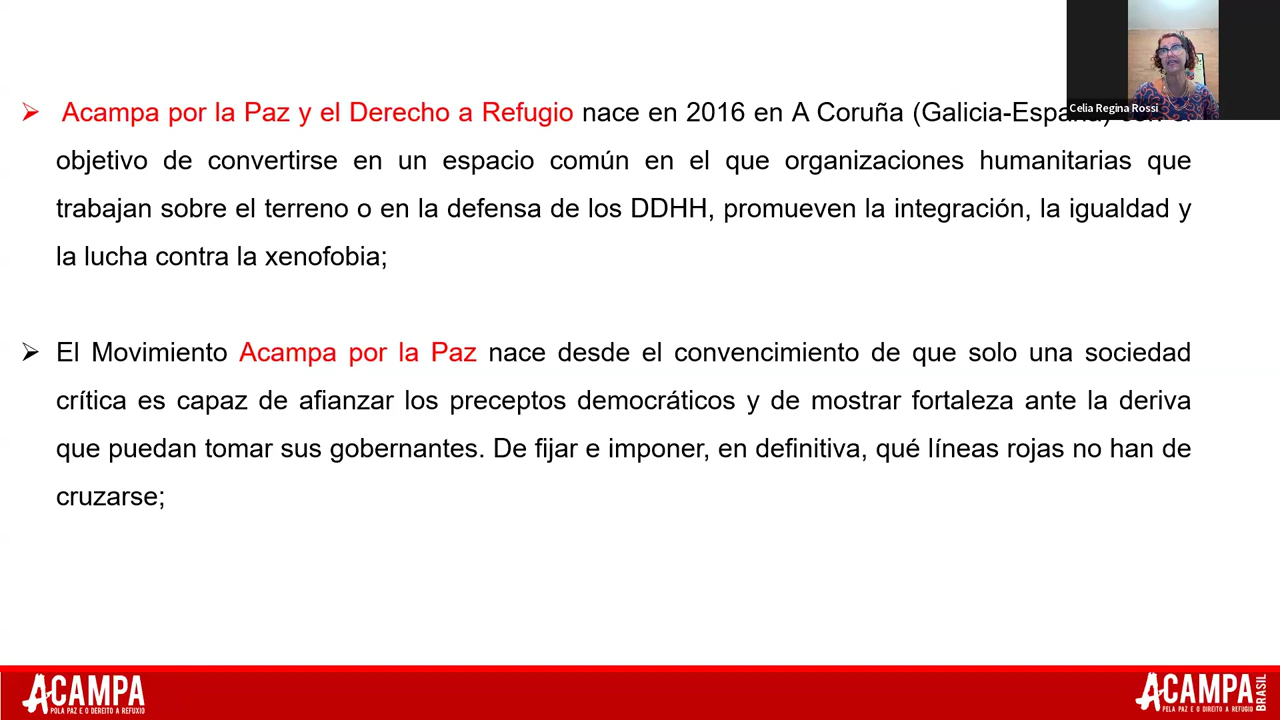 Celia Regina Rossi
Acampa por la Paz y el Derecho a Refugio nace en 2016 en A Coruña (Galicia-España)
objetivo de convertirse en un espacio común en el que organizaciones humanitarias que
trabajan sobre el terreno o en la defensa de los DDHH, promueven la integración, la igualdad y
la lucha contra la xenofobia;
El Movimiento Acampa por la Paz nace desde el convencimiento de que solo una sociedad
crítica es capaz de afianzar los preceptos democráticos y de mostrar fortaleza ante la deriva
que puedan tomar sus gobernantes. De fijar e imponer, en definitiva, qué líneas rojas no han de
cruzarse;
ACAMPA
POLA PAZ E O DEREITO A REFUXIO
ACAMPA BRASIL
PELA PAZ E O DIREITO A REFUGIO